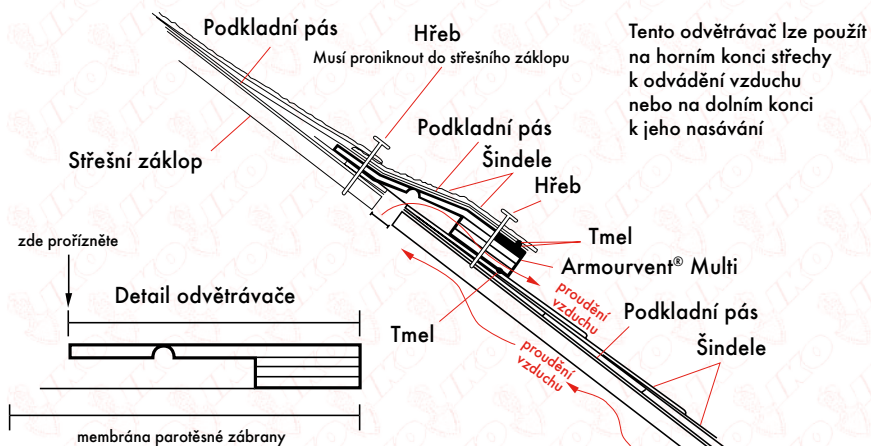 Podkladní pás
Hřeb
Musí proniknout do střešního záklopu
Tento odvětrávač lze použít
na horním konci střechy
k odvádění vzduchu
nebo na dolním konci
k jeho nasávání
Podkladní pás
Šindele
Střešní záklop
Hřeb
Tmel
Armourvent® Multi
zde prořízněte
Detail odvětrávače
proudění
vzduchu
Podkladní pás
Tmel
Šindele
proudění
vzduchu
membrána parotěsné zábrany
IKO